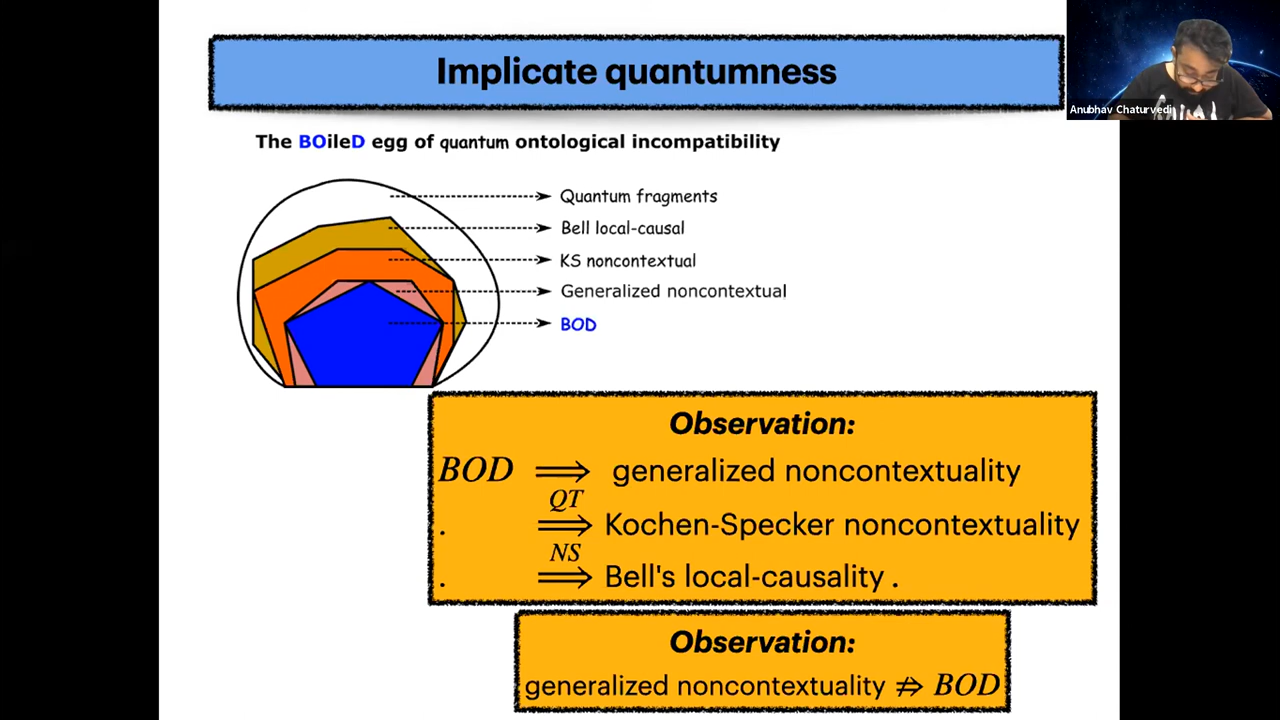 Implicate quantumness
Anubhav Chaturvedi
The BOileD egg of quantum ontological incompatibility
Quantum fragments
Bell local-causal
KS noncontextual
Generalized noncontextual
BOD
Observation:
BOD ⟹ generalized noncontextuality
QT
. ⟹ Kochen-Specker noncontextuality
NS
. ⟹ Bell's local-causality .
Observation:
generalized noncontextuality ⇏ BOD